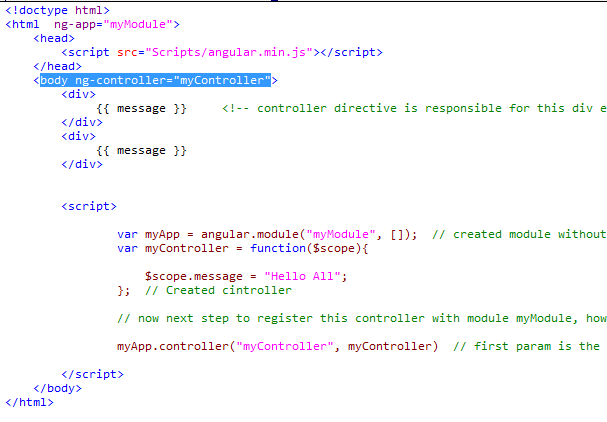 <!doctype html>
<html  ng-app="myModule">
    <head>
        <script src="Scripts/angular.min.js"></script>
    </head>
    <body ng-controller="myController">
        <div>
             {{ message }}     <!-- controller directive is responsible for this div e
        </div>
        <div>
             {{ message }}
        </div>
        <script>
                var myApp = angular.module("myModule", []);  // created module without
                var myController = function($scope){
                    $scope.message = "Hello All";
                };  // Created cintroller
                // now next step to register this controller with module myModule, how
                myApp.controller("myController", myController)  // first param is the
        </script>
    </body>
</html>